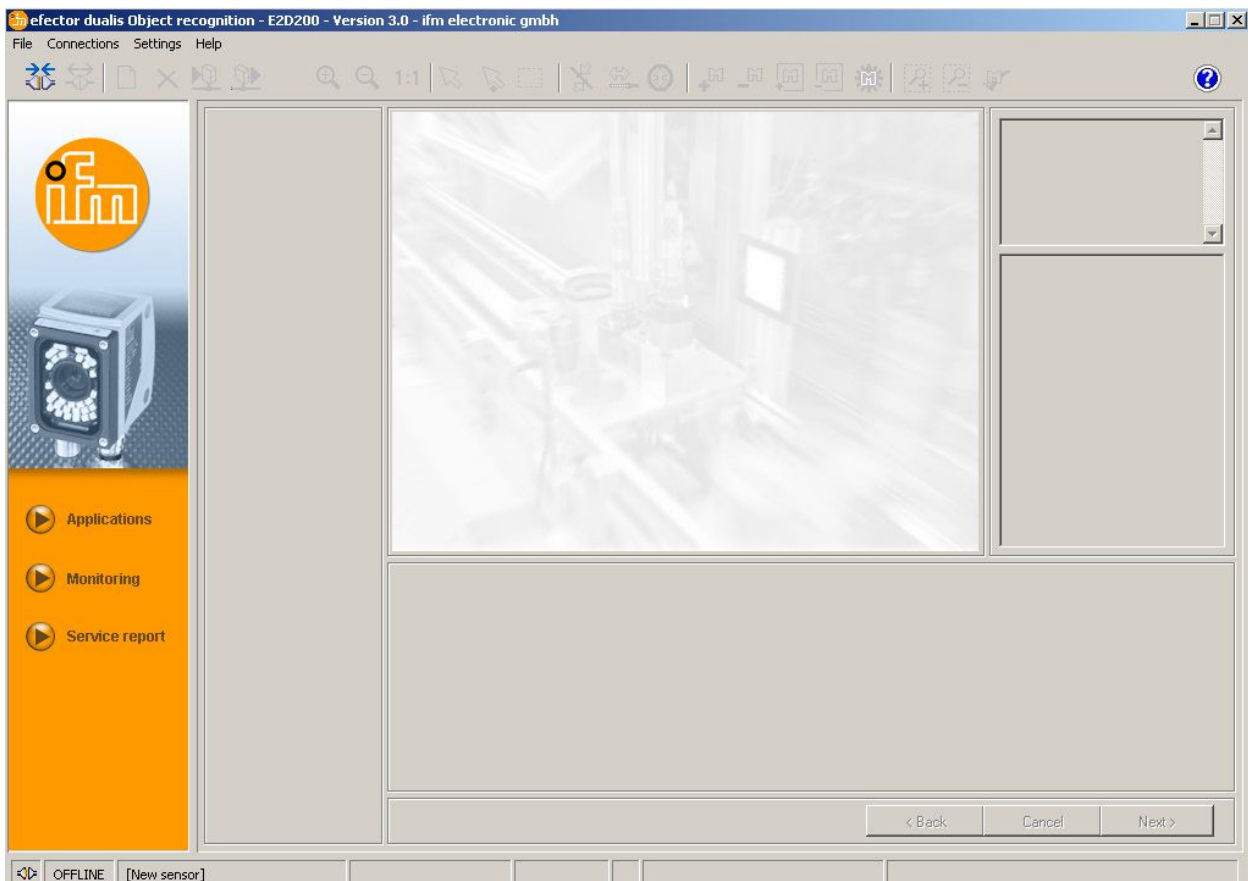 efector dualis Object recognition - E2D200 - Version 3.0 - ifm electronic gmbh
File Connections Settings Help
1:1
ifm
Applications
Monitoring
Service report
< Back Cancel Next >
OFFLINE [New sensor]